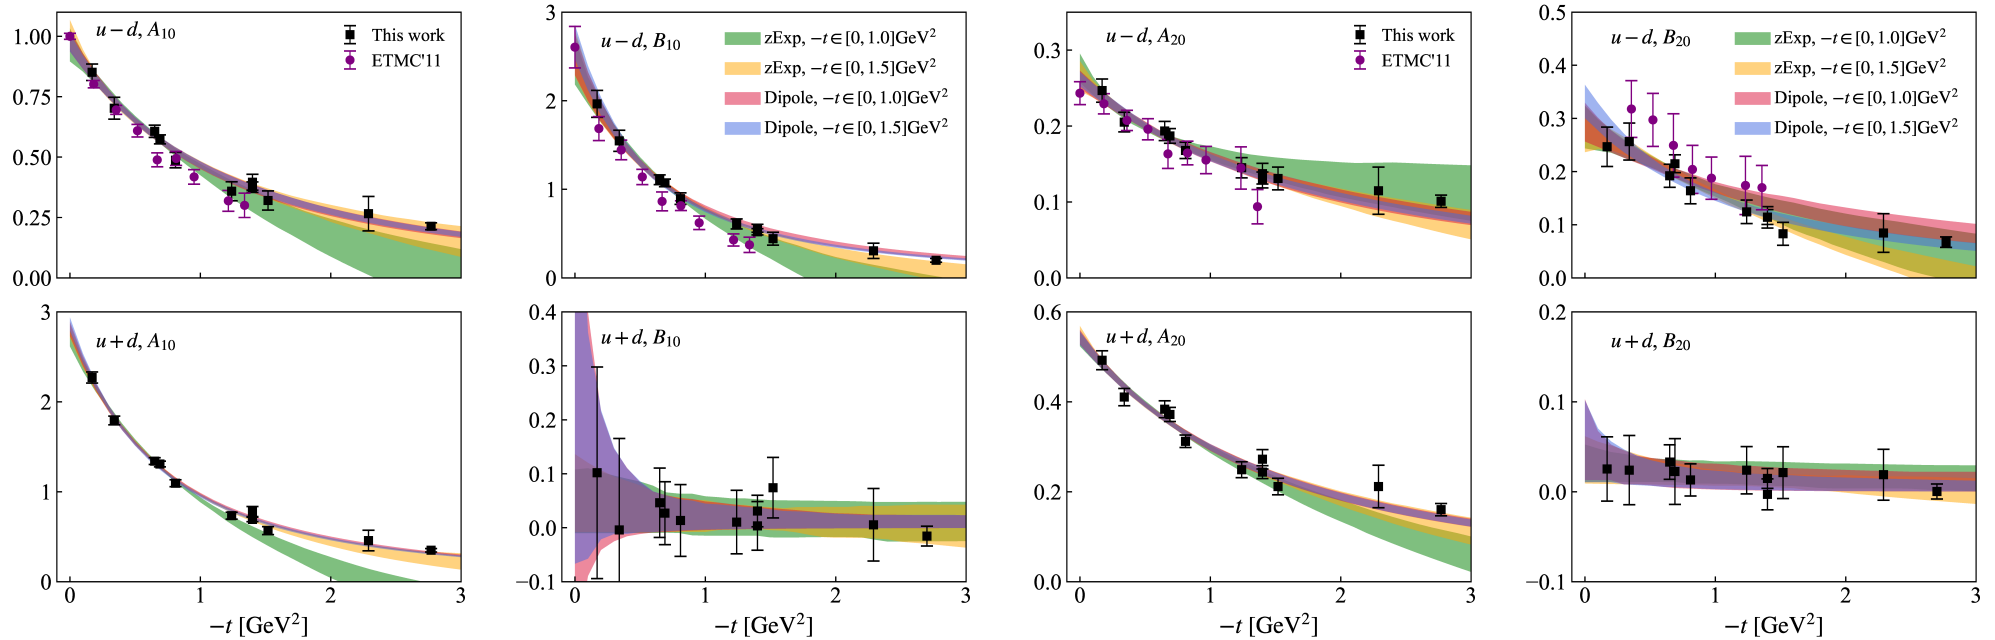 u − d, A₁₀
This work
ETMC'11
1.00
0.75
0.50
0.25
0.00
u − d, B₁₀
zExp, −t∈[0, 1.0]GeV²
zExp, −t∈[0, 1.5]GeV²
Dipole, −t∈[0, 1.0]GeV²
Dipole, −t∈[0, 1.5]GeV²
3
2
1
0
u − d, A₂₀
This work
ETMC'11
0.3
0.2
0.1
0.0
u − d, B₂₀
zExp, −t∈[0, 1.0]GeV²
zExp, −t∈[0, 1.5]GeV²
Dipole, −t∈[0, 1.0]GeV²
Dipole, −t∈[0, 1.5]GeV²
0.5
0.4
0.3
0.2
0.1
0.0
u + d, A₁₀
3
2
1
0
0 1 2 3
−t [GeV²]
u + d, B₁₀
0.4
0.3
0.2
0.1
0.0
−0.1
0 1 2 3
−t [GeV²]
u + d, A₂₀
0.6
0.4
0.2
0.0
0 1 2 3
−t [GeV²]
u + d, B₂₀
0.2
0.1
0.0
−0.1
0 1 2 3
−t [GeV²]